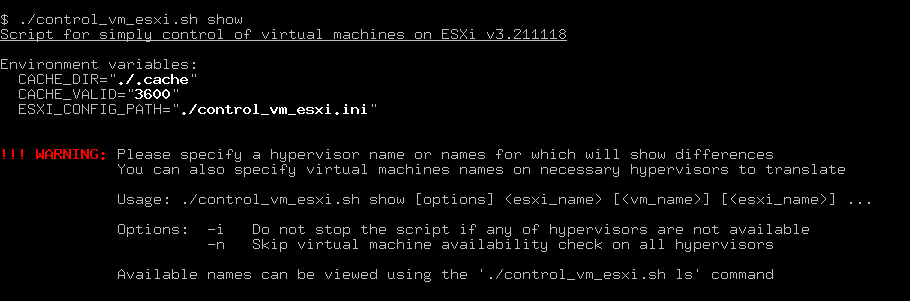 $ ./control_vm_esxi.sh show
Script for simply control of virtual machines on ESXi v3.211118
Environment variables:
CACHE_DIR="./.cache"
CACHE_VALID="3600"
ESXI_CONFIG_PATH="./control_vm_esxi.ini"
!!! WARNING: Please specify a hypervisor name or names for which will show differences
You can also specify virtual machines names on necessary hypervisors to translate
Usage: ./control_vm_esxi.sh show [options] <esxi_name> [<vm_name>] [<esxi_name>] ...
Options: -i Do not stop the script if any of hypervisors are not available
-n Skip virtual machine availability check on all hypervisors
Available names can be viewed using the './control_vm_esxi.sh ls' command